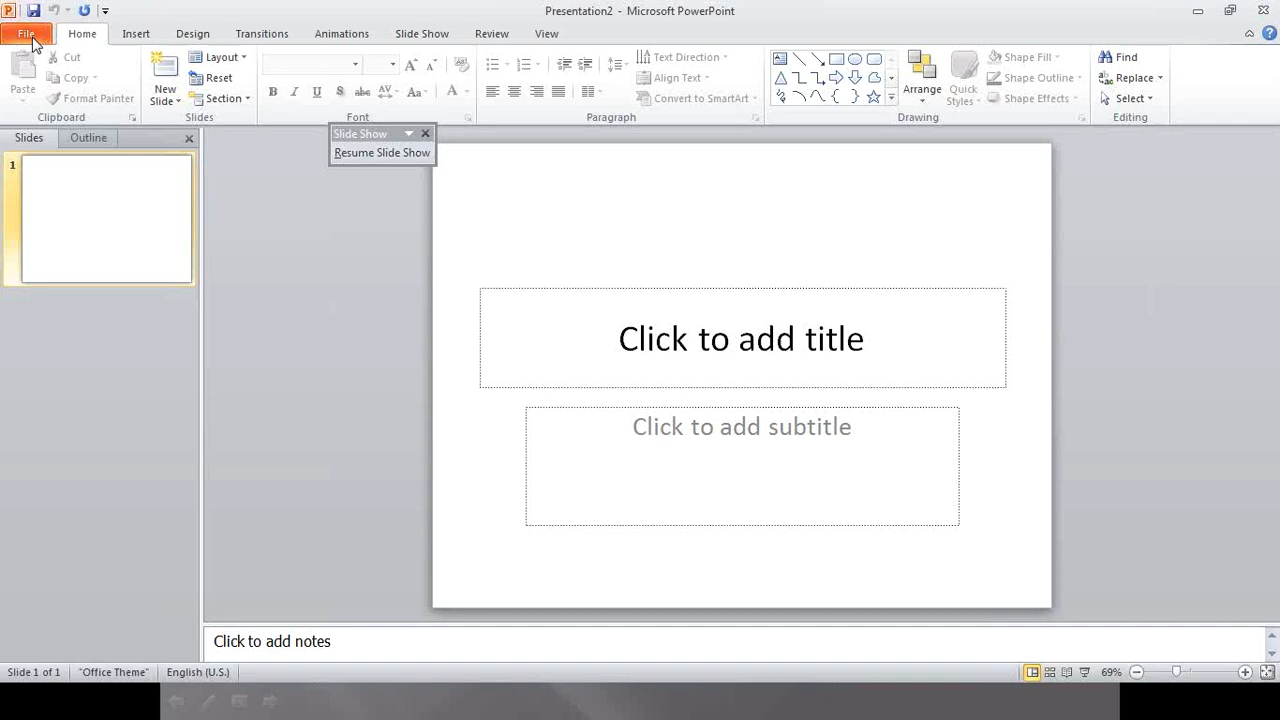 Presentation2 - Microsoft PowerPoint
File Home Insert Design Transitions Animations Slide Show Review View
Paste
Cut
Copy
Format Painter
Clipboard
New Slide
Layout
Reset
Section
Slides
B I U S abc AV Aa A
Font
Text Direction
Align Text
Convert to SmartArt
Paragraph
Arrange
Quick Styles
Shape Fill
Shape Outline
Shape Effects
Drawing
Find
Replace
Select
Editing
Slides Outline
Slide Show
Resume Slide Show
1
Click to add title
Click to add subtitle
Click to add notes
Slide 1 of 1 "Office Theme" English (U.S.) 69%